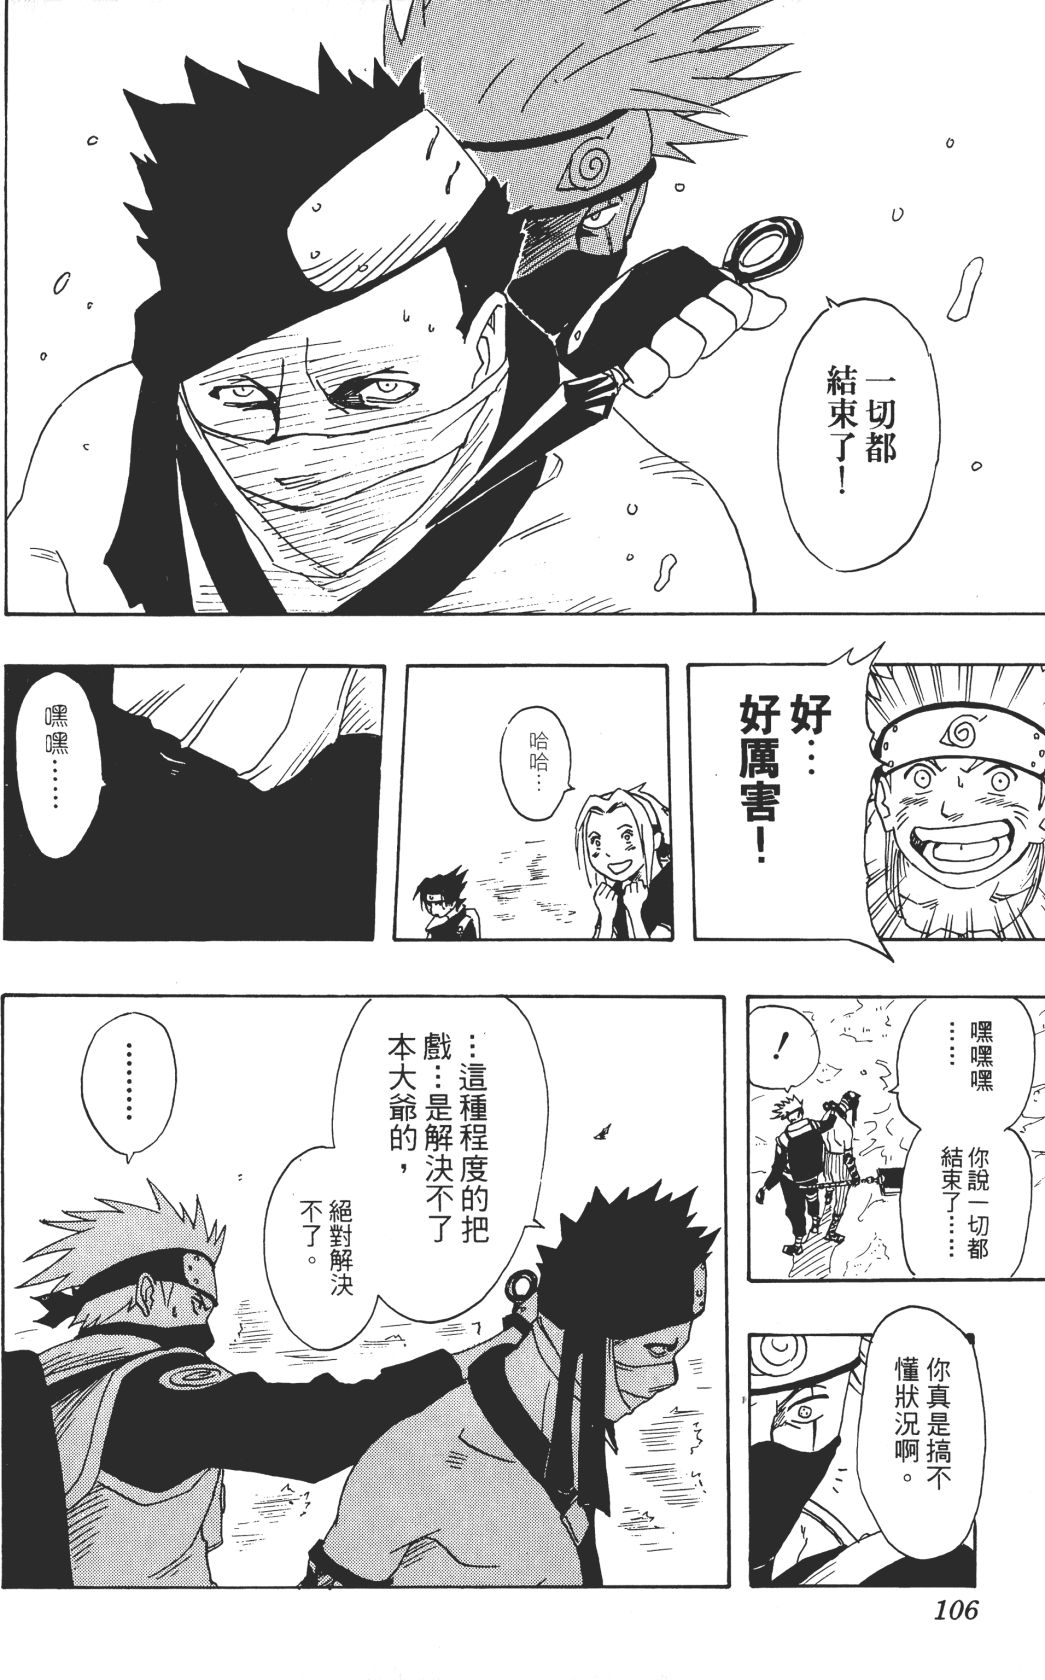 一切都
結束了！
好…
好厲害！
哈哈…
嘿嘿……
嘿嘿嘿
……
你說一切都
結束了……
！
你真是搞不
懂狀況啊。
…這種程度的把
戲…是解決不了
本大爺的，
絕對解決
不了。
………
106